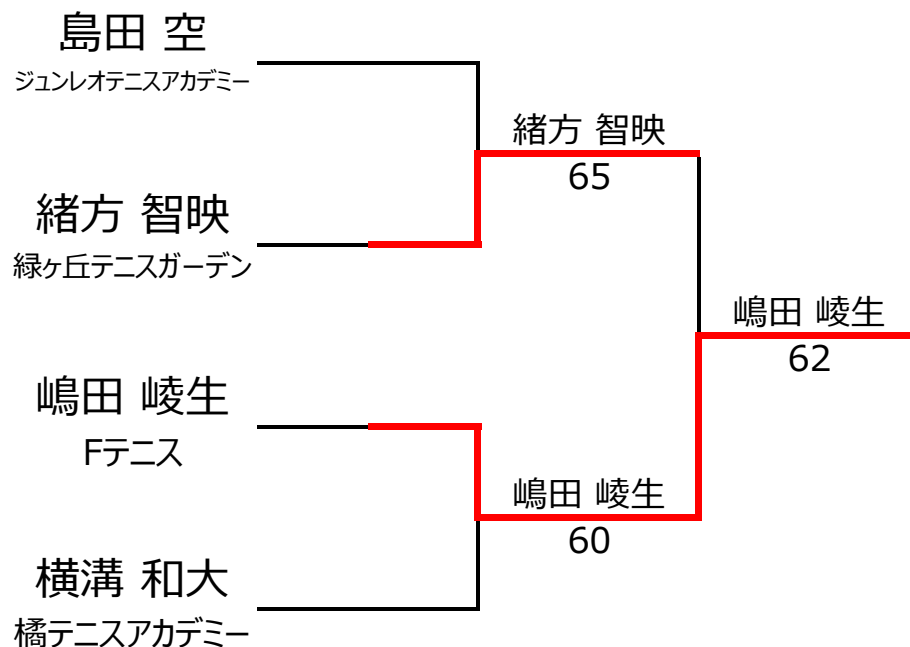 島田 空
ジュンレオテニスアカデミー
緒方 智映
65
緒方 智映
緑ヶ丘テニスガーデン
嶋田 崚生
62
嶋田 崚生
Fテニス
嶋田 崚生
60
横溝 和大
橘テニスアカデミー